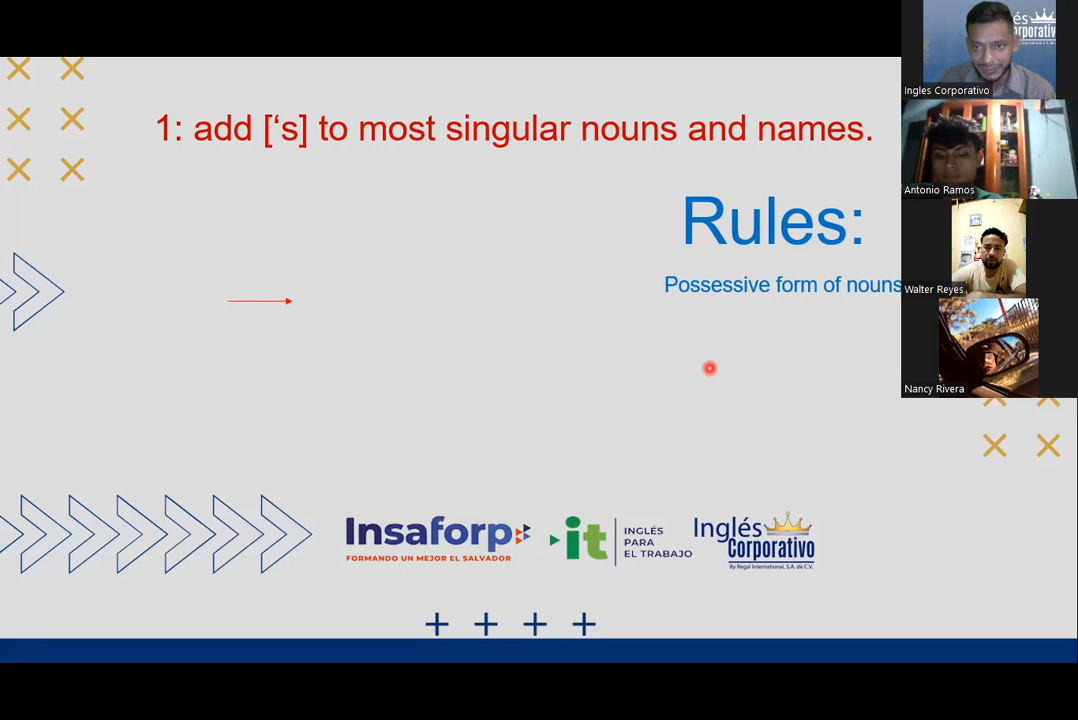 1: add [‘s] to most singular nouns and names.
Rules:
Possessive form of nouns
Insaforp
FORMANDO UN MEJOR EL SALVADOR
it
INGLÉS
PARA
EL TRABAJO
Inglés
Corporativo
By Regal International, S.A. de C.V.
és
orporativo
Ingles Corporativo
Antonio Ramos
Walter Reyes
Nancy Rivera